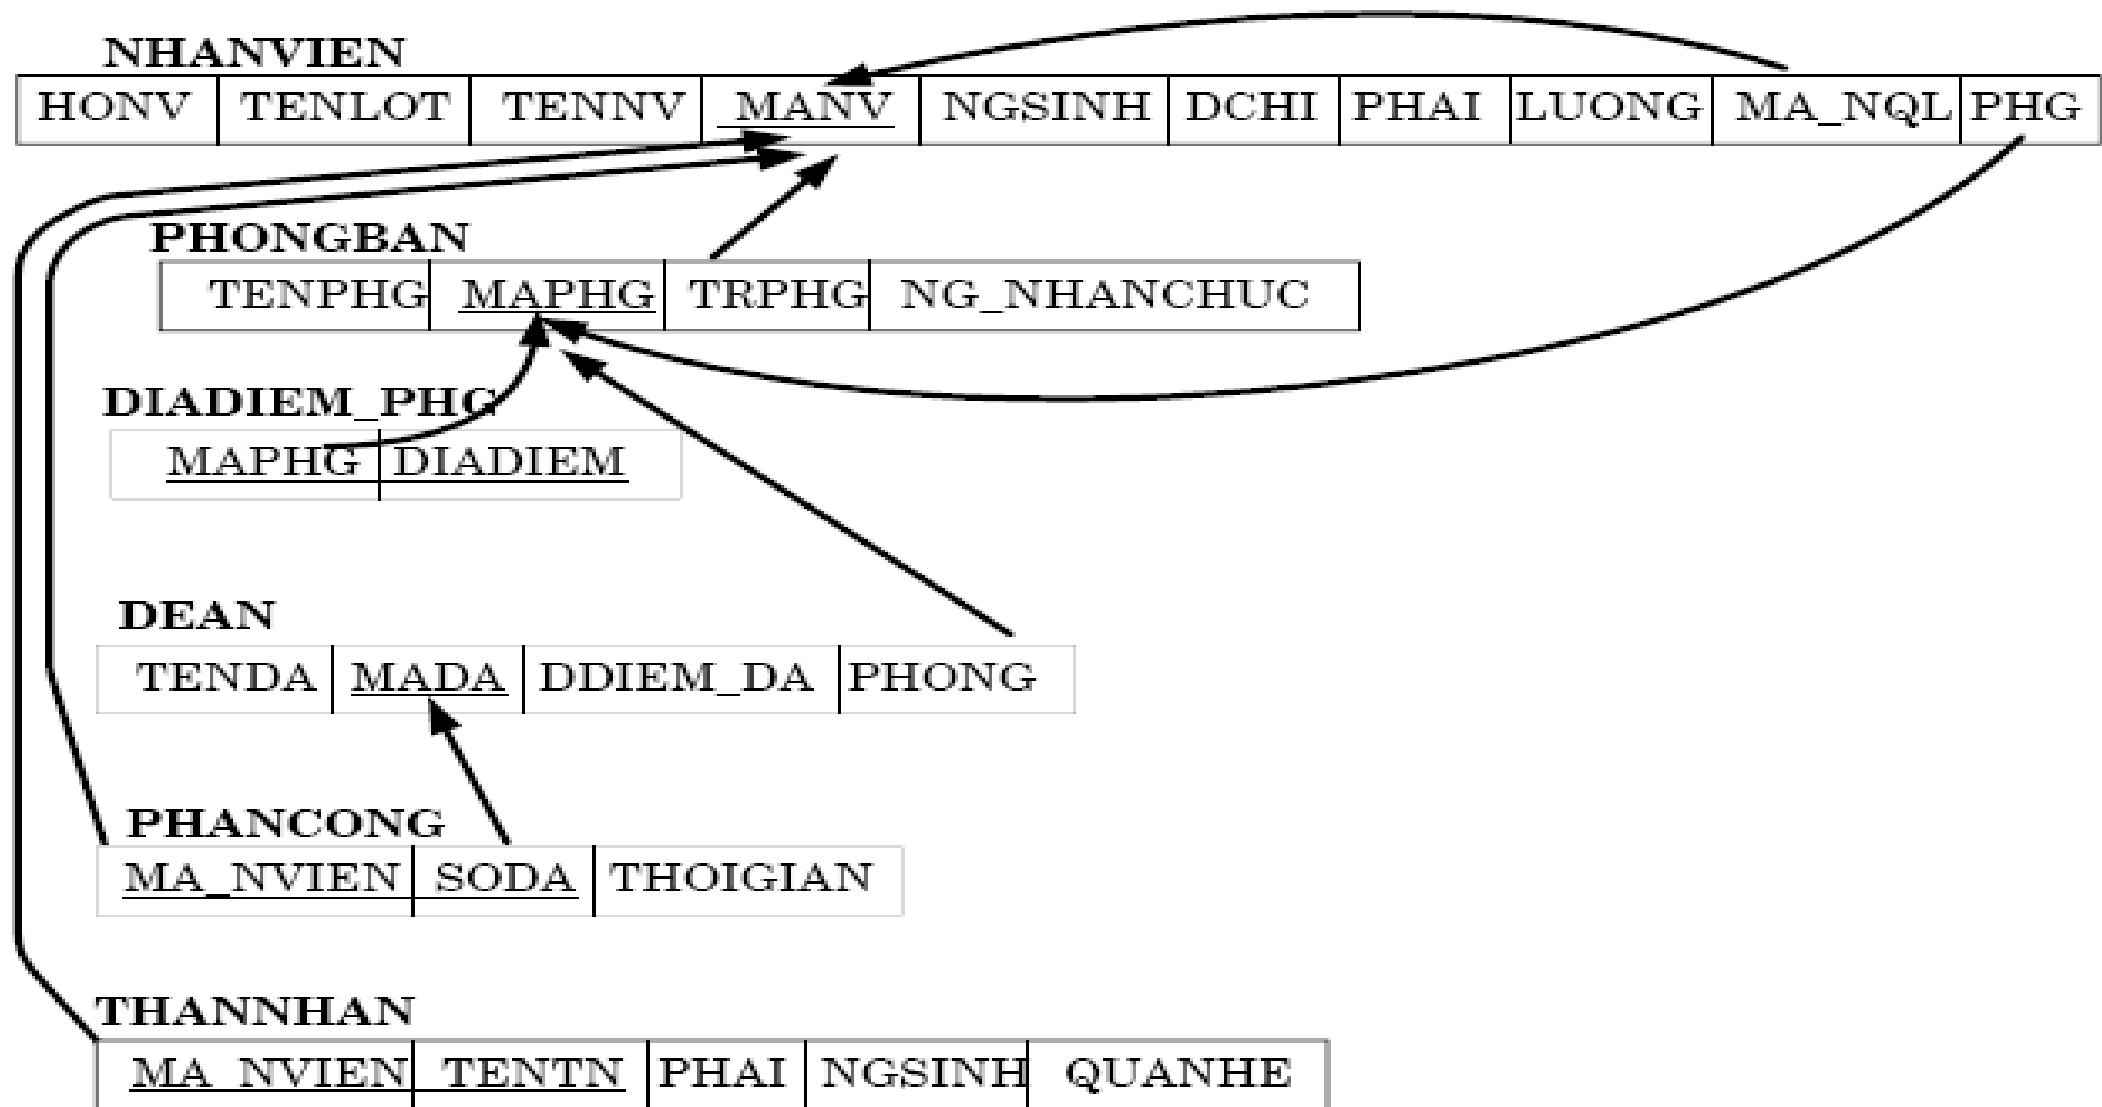 NHANVIEN
HONV TENLOT TENNV MANV NGSINH DCHI PHAI LUONG MA_NQL PHG
PHONGBAN
TENPHG MAPHG TRPHG NG_NHANCHUC
DIADIEM_PHG
MAPHG DIADIEM
DEAN
TENDA MADA DDIEM_DA PHONG
PHANCONG
MA_NVIEN SODA THOIGIAN
THANNHAN
MA_NVIEN TENTN PHAI NGSINH QUANHE